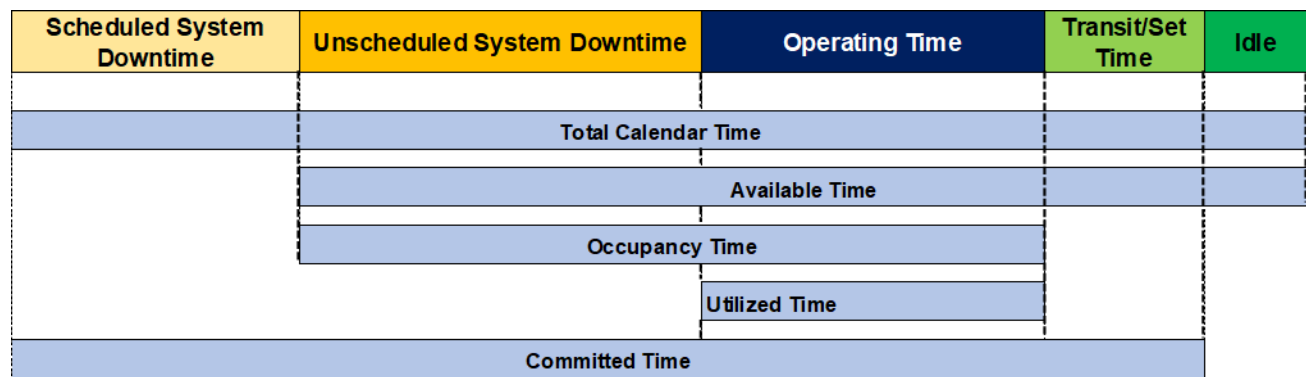 Scheduled System
Downtime
Unscheduled System Downtime
Operating Time
Transit/Set
Time
Idle
Total Calendar Time
Available Time
Occupancy Time
Utilized Time
Committed Time